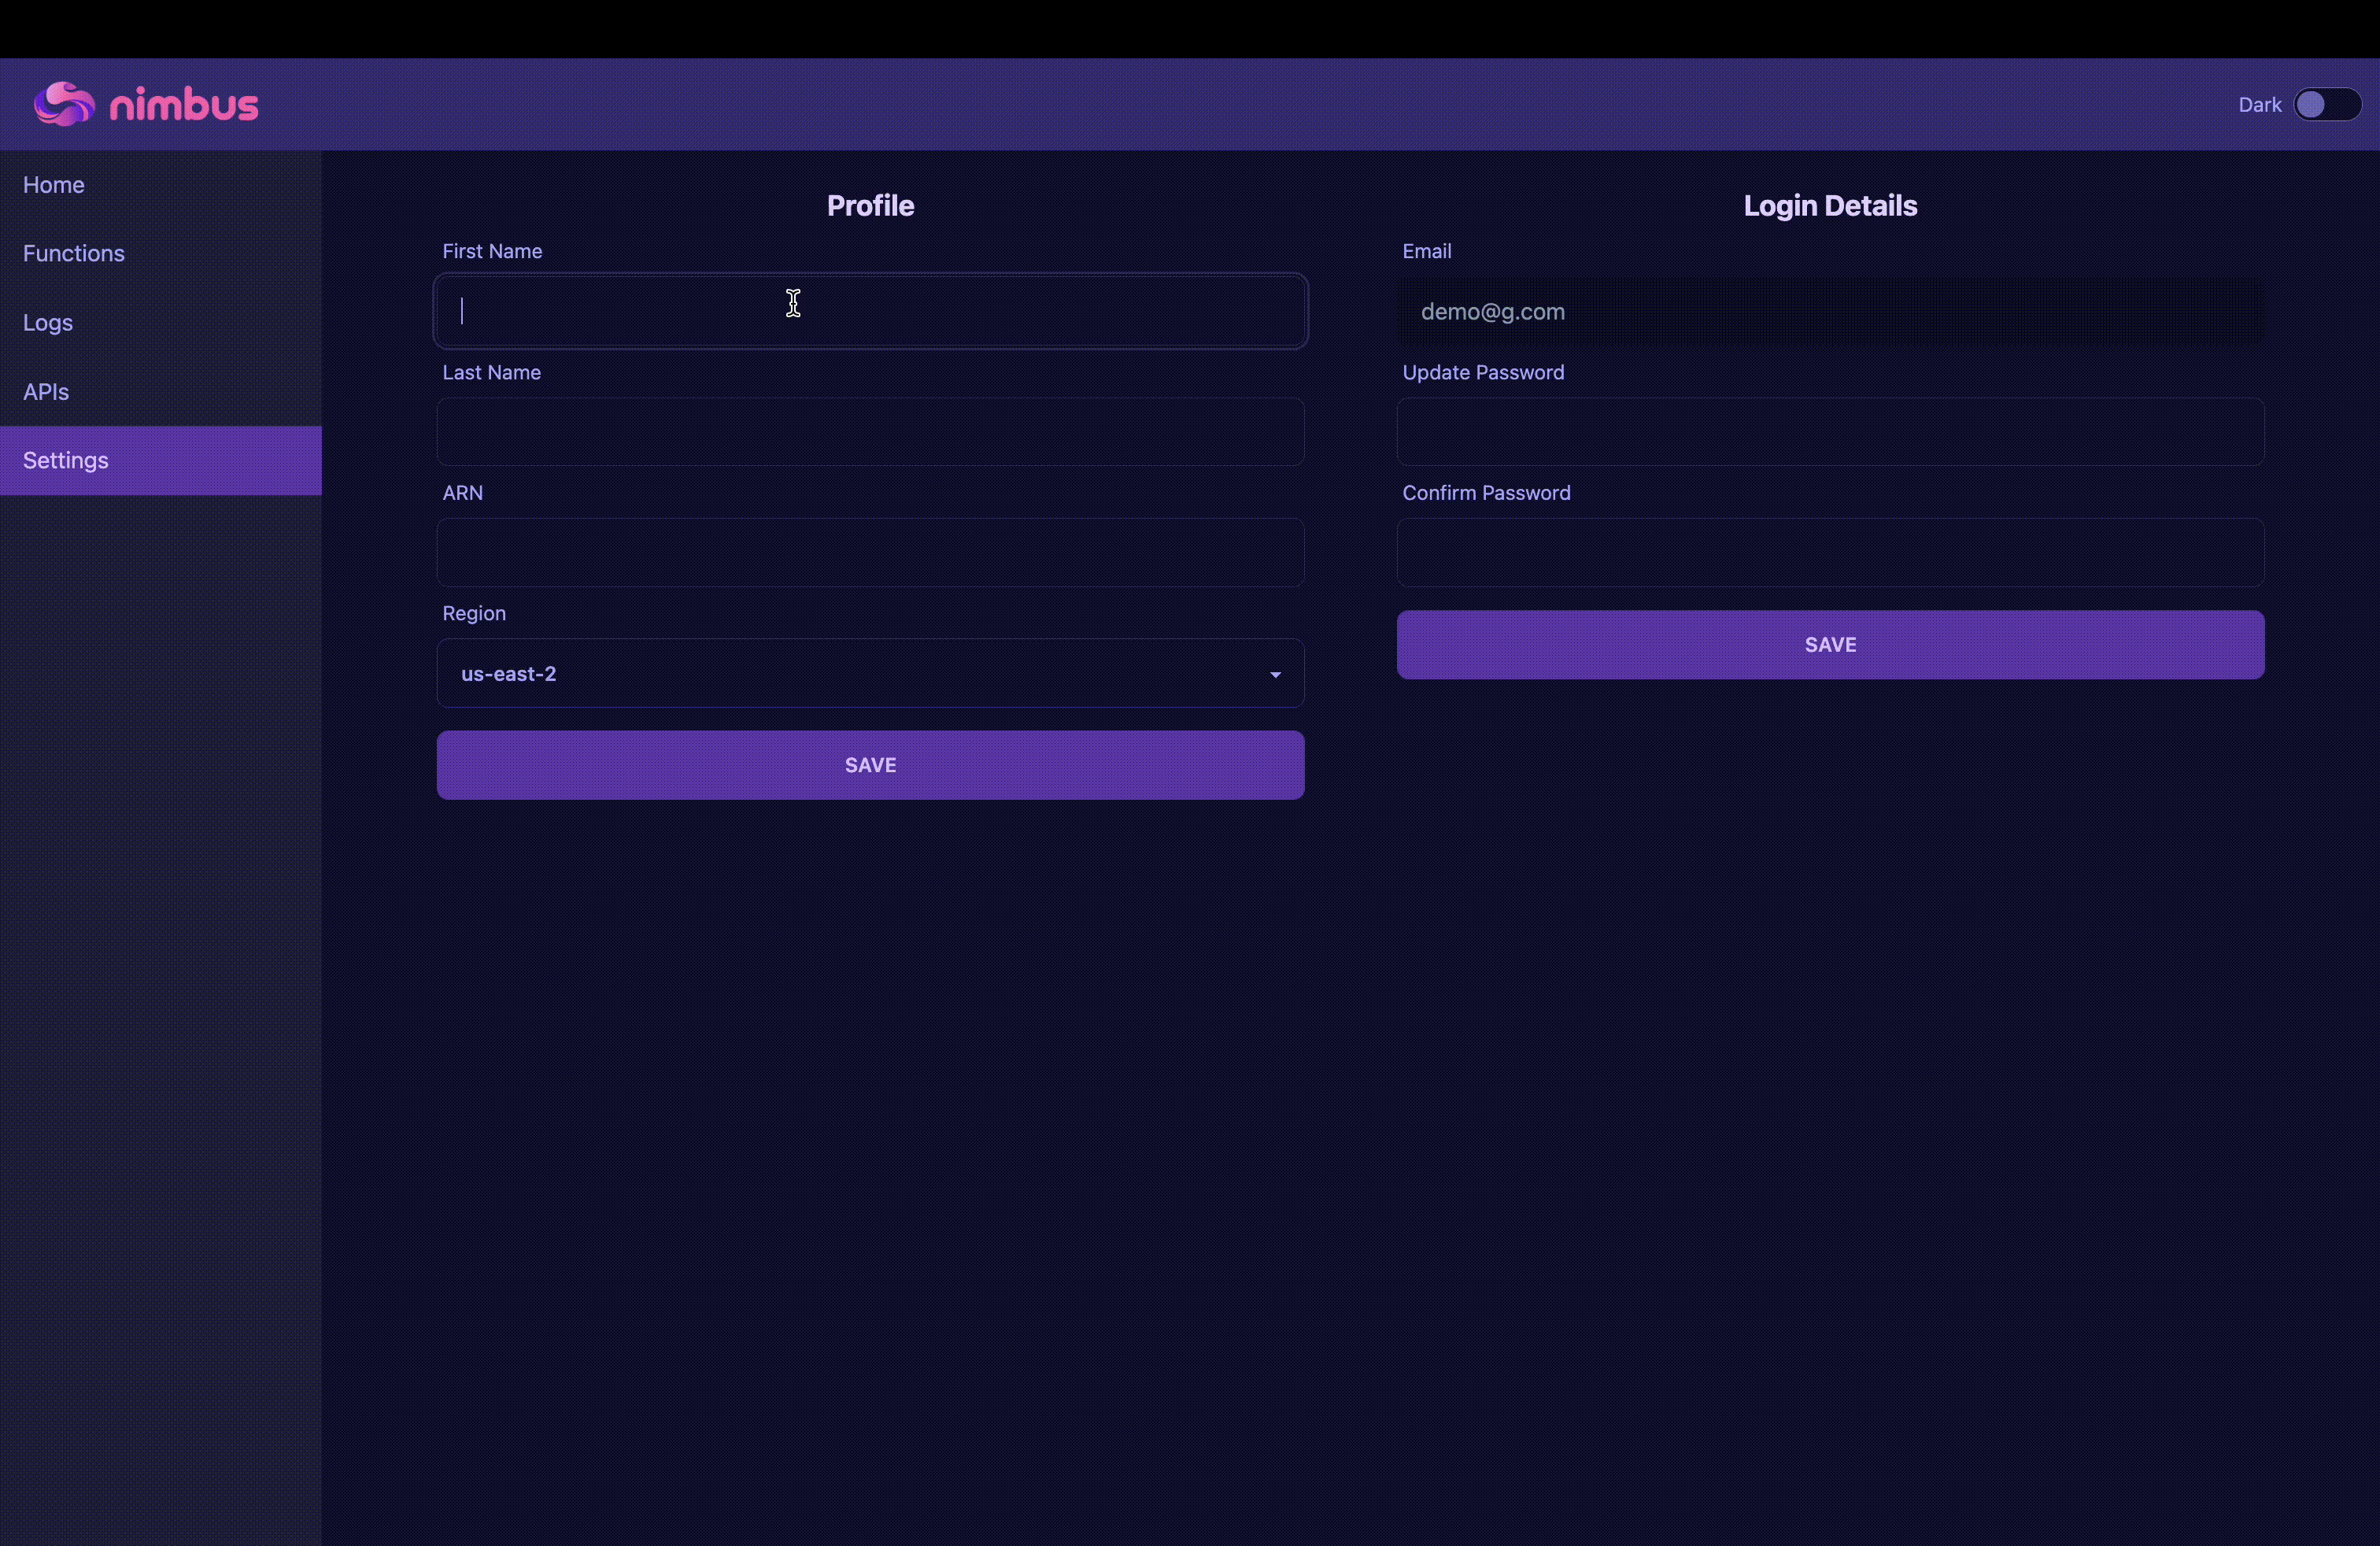 nimbus
Dark
Home
Functions
Logs
APIs
Settings
Profile
First Name
Last Name
ARN
Region
us-east-2
SAVE
Login Details
Email
demo@g.com
Update Password
Confirm Password
SAVE